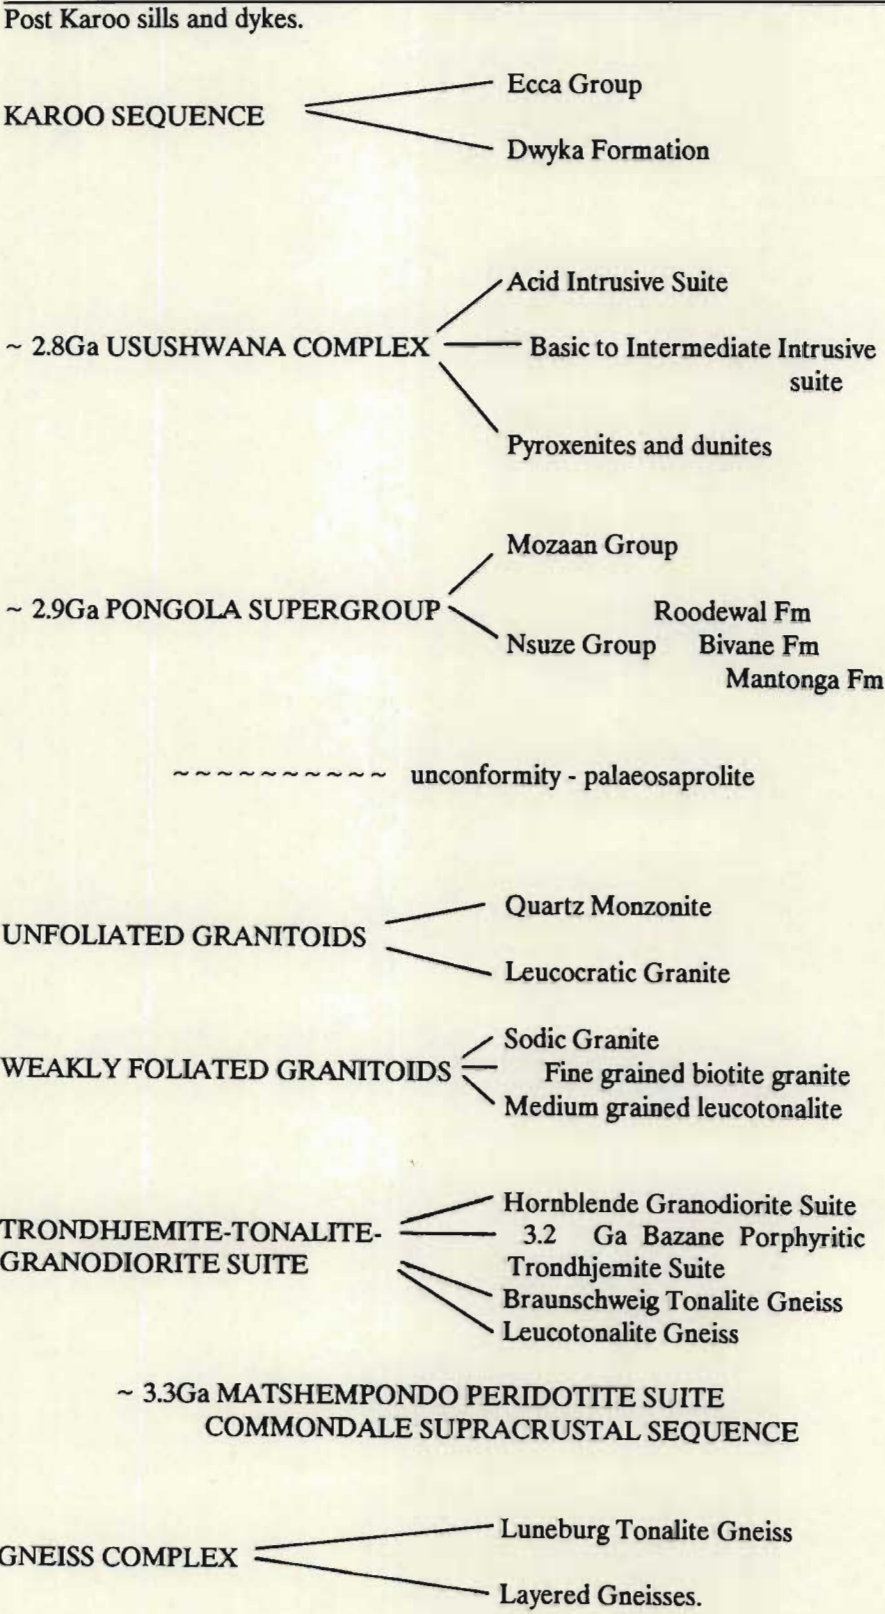 Post Karoo sills and dykes.
Ecca Group
KAROO SEQUENCE
Dwyka Formation
Acid Intrusive Suite
~ 2.8Ga USUSHWANA COMPLEX
Basic to Intermediate Intrusive
suite
Pyroxenites and dunites
Mozaan Group
~ 2.9Ga PONGOLA SUPERGROUP
Roodewal Fm
Nsuze Group Bivane Fm
Mantonga Fm
~ ~ ~ ~ ~ ~ ~ ~ ~ ~ unconformity - palaeosaprolite
Quartz Monzonite
UNFOLIATED GRANITOIDS
Leucocratic Granite
Sodic Granite
WEAKLY FOLIATED GRANITOIDS
Fine grained biotite granite
Medium grained leucotonalite
Hornblende Granodiorite Suite
TRONDHJEMITE-TONALITE-
GRANODIORITE SUITE
3.2 Ga Bazane Porphyritic
Trondhjemite Suite
Braunschweig Tonalite Gneiss
Leucotonalite Gneiss
~ 3.3Ga MATSHEMPONDO PERIDOTITE SUITE
COMMONDALE SUPRACRUSTAL SEQUENCE
Luneburg Tonalite Gneiss
GNEISS COMPLEX
Layered Gneisses.